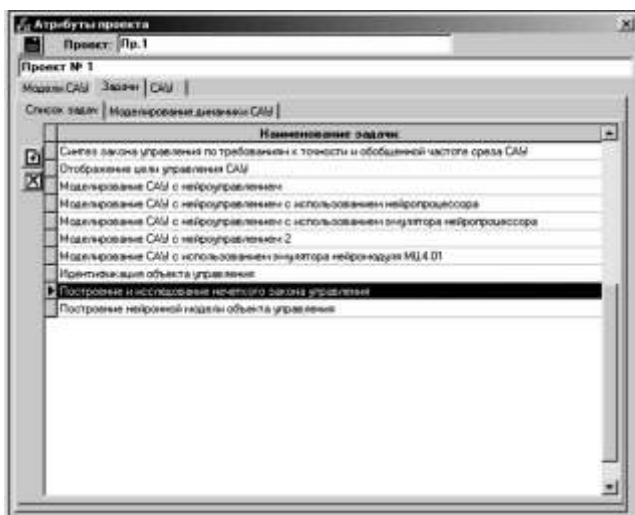 Атрибуты проекта
Проект: Пр.1
Проект № 1
Модели САУ Задачи САУ
Список задач Моделирование динамики САУ
Наименование задачи
Синтез закона управления по требованиям к точности и обобщенной частоте среза САУ
Отображение цели управления САУ
Моделирование САУ с нейроуправлением
Моделирование САУ с нейроуправлением с использованием нейропроцессора
Моделирование САУ с нейроуправлением с использованием эмулятора нейропроцессора
Моделирование САУ с нейроуправлением 2
Моделирование САУ с использованием эмулятора нейромодуля МЦ4.01
Идентификация объекта управления
Построение и исследование нечеткого закона управления
Построение нейронной модели объекта управления